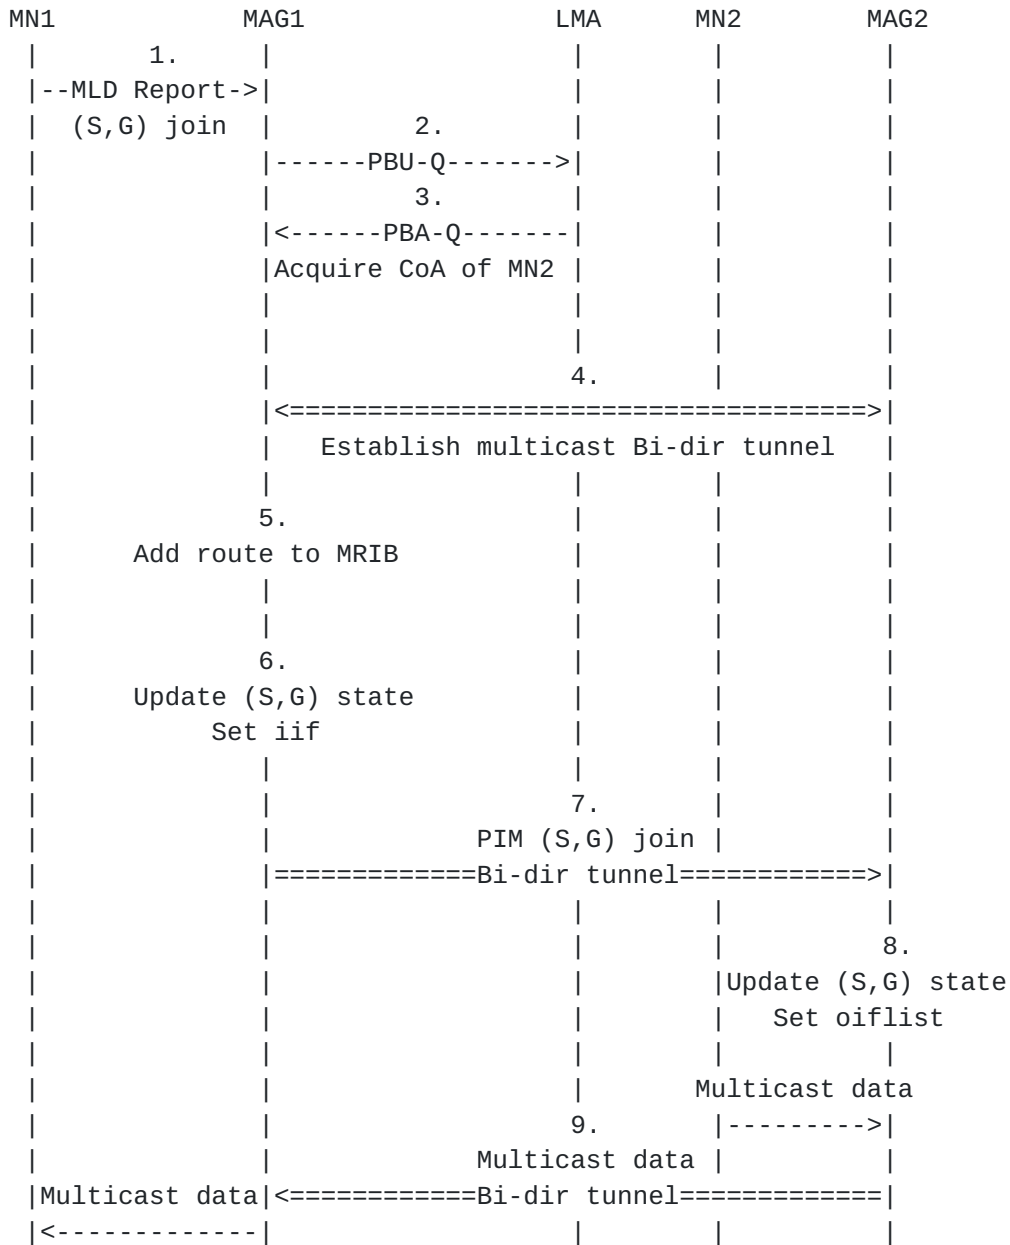 MN1             MAG1                LMA      MN2        MAG2
 |       1.     |                   |        |          |
 |--MLD Report->|                   |        |          |
 |  (S,G) join  |         2.        |        |          |
 |              |------PBU-Q------->|        |          |
 |              |         3.        |        |          |
 |              |<------PBA-Q-------|        |          |
 |              |Acquire CoA of MN2 |        |          |
 |              |                   |        |          |
 |              |                   |        |          |
 |              |                   4.       |          |
 |              |<=====================================>|
 |              |   Establish multicast Bi-dir tunnel   |
 |              |                   |        |          |
 |              5.                  |        |          |
 |      Add route to MRIB           |        |          |
 |              |                   |        |          |
 |              |                   |        |          |
 |              6.                  |        |          |
 |      Update (S,G) state          |        |          |
 |           Set iif                |        |          |
 |              |                   |        |          |
 |              |                   7.       |          |
 |              |             PIM (S,G) join |          |
 |              |=============Bi-dir tunnel============>|
 |              |                   |        |          |
 |              |                   |        |          8.
 |              |                   |        |Update (S,G) state
 |              |                   |        |   Set oiflist
 |              |                   |        |          |
 |              |                   |      Multicast data
 |              |                   9.       |--------->|
 |              |             Multicast data |          |
 |Multicast data|<============Bi-dir tunnel=============|
 |<-------------|                   |        |          |